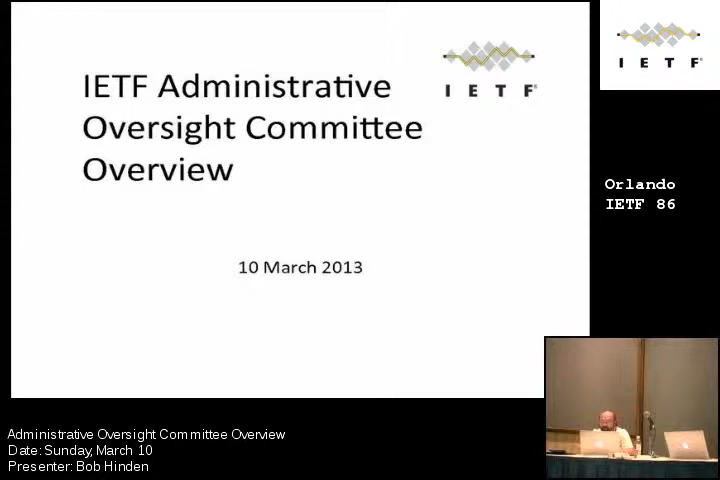 IETF Administrative
Oversight Committee
Overview
IETF®
10 March 2013
IETF®
Orlando
IETF 86
Administrative Oversight Committee Overview
Date: Sunday, March 10
Presenter: Bob Hinden